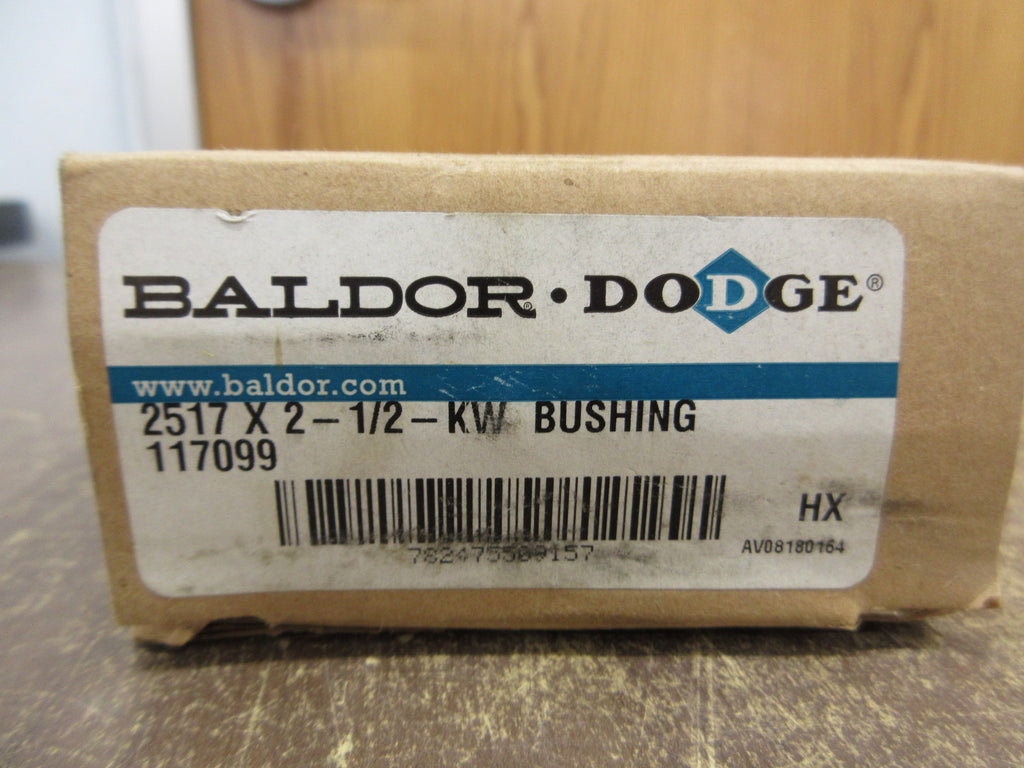 BALDOR® • DODGE®
www.baldor.com
2517 X 2-1/2-KW BUSHING
117099
HX
AV08180164